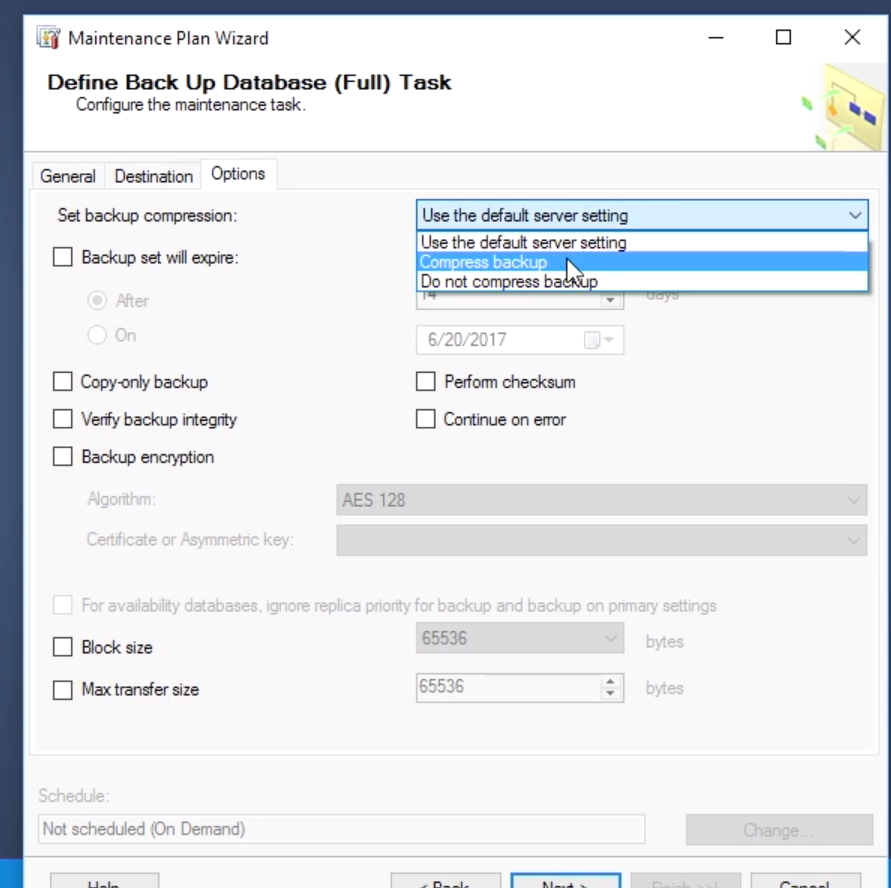 Maintenance Plan Wizard
Define Back Up Database (Full) Task
Configure the maintenance task.
General Destination Options
Set backup compression: Use the default server setting
Use the default server setting
Backup set will expire: Compress backup
Do not compress backup
After 14 days
On 6/20/2017
Copy-only backup Perform checksum
Verify backup integrity Continue on error
Backup encryption
Algorithm: AES 128
Certificate or Asymmetric key:
For availability databases, ignore replica priority for backup and backup on primary settings
Block size 65536 bytes
Max transfer size 65536 bytes
Schedule:
Not scheduled (On Demand) Change...
Help < Back Next > Finish >>| Cancel